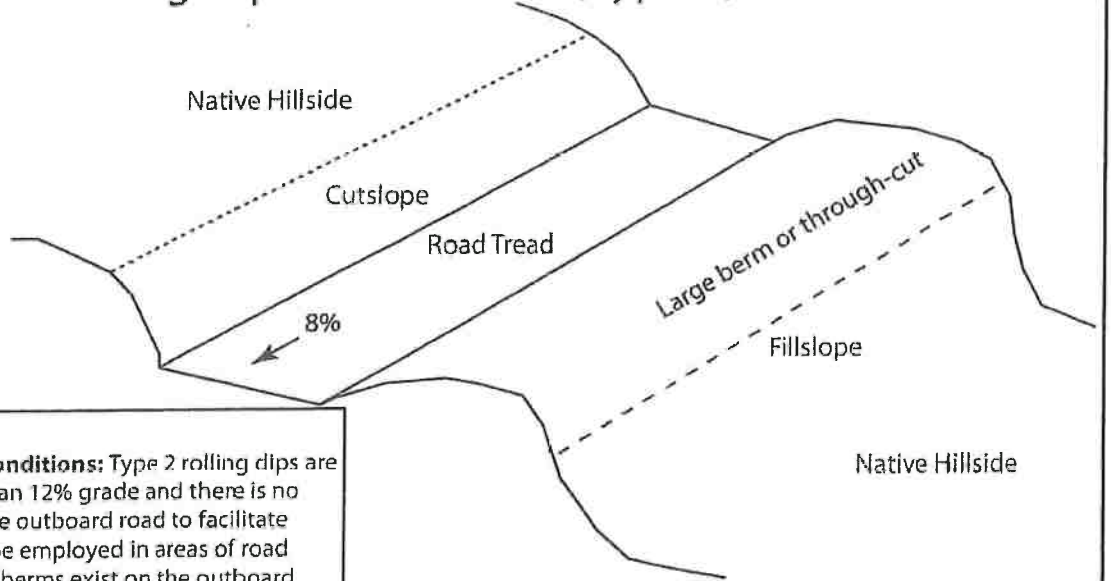 Native Hillside
Cutslope
Road Tread
Large berm or through-cut
8%
Fillslope
Native Hillside
onditions: Type 2 rolling dips are
an 12% grade and there is no
e outboard road to facilitate
be employed in areas of road
berms exist on the outboard